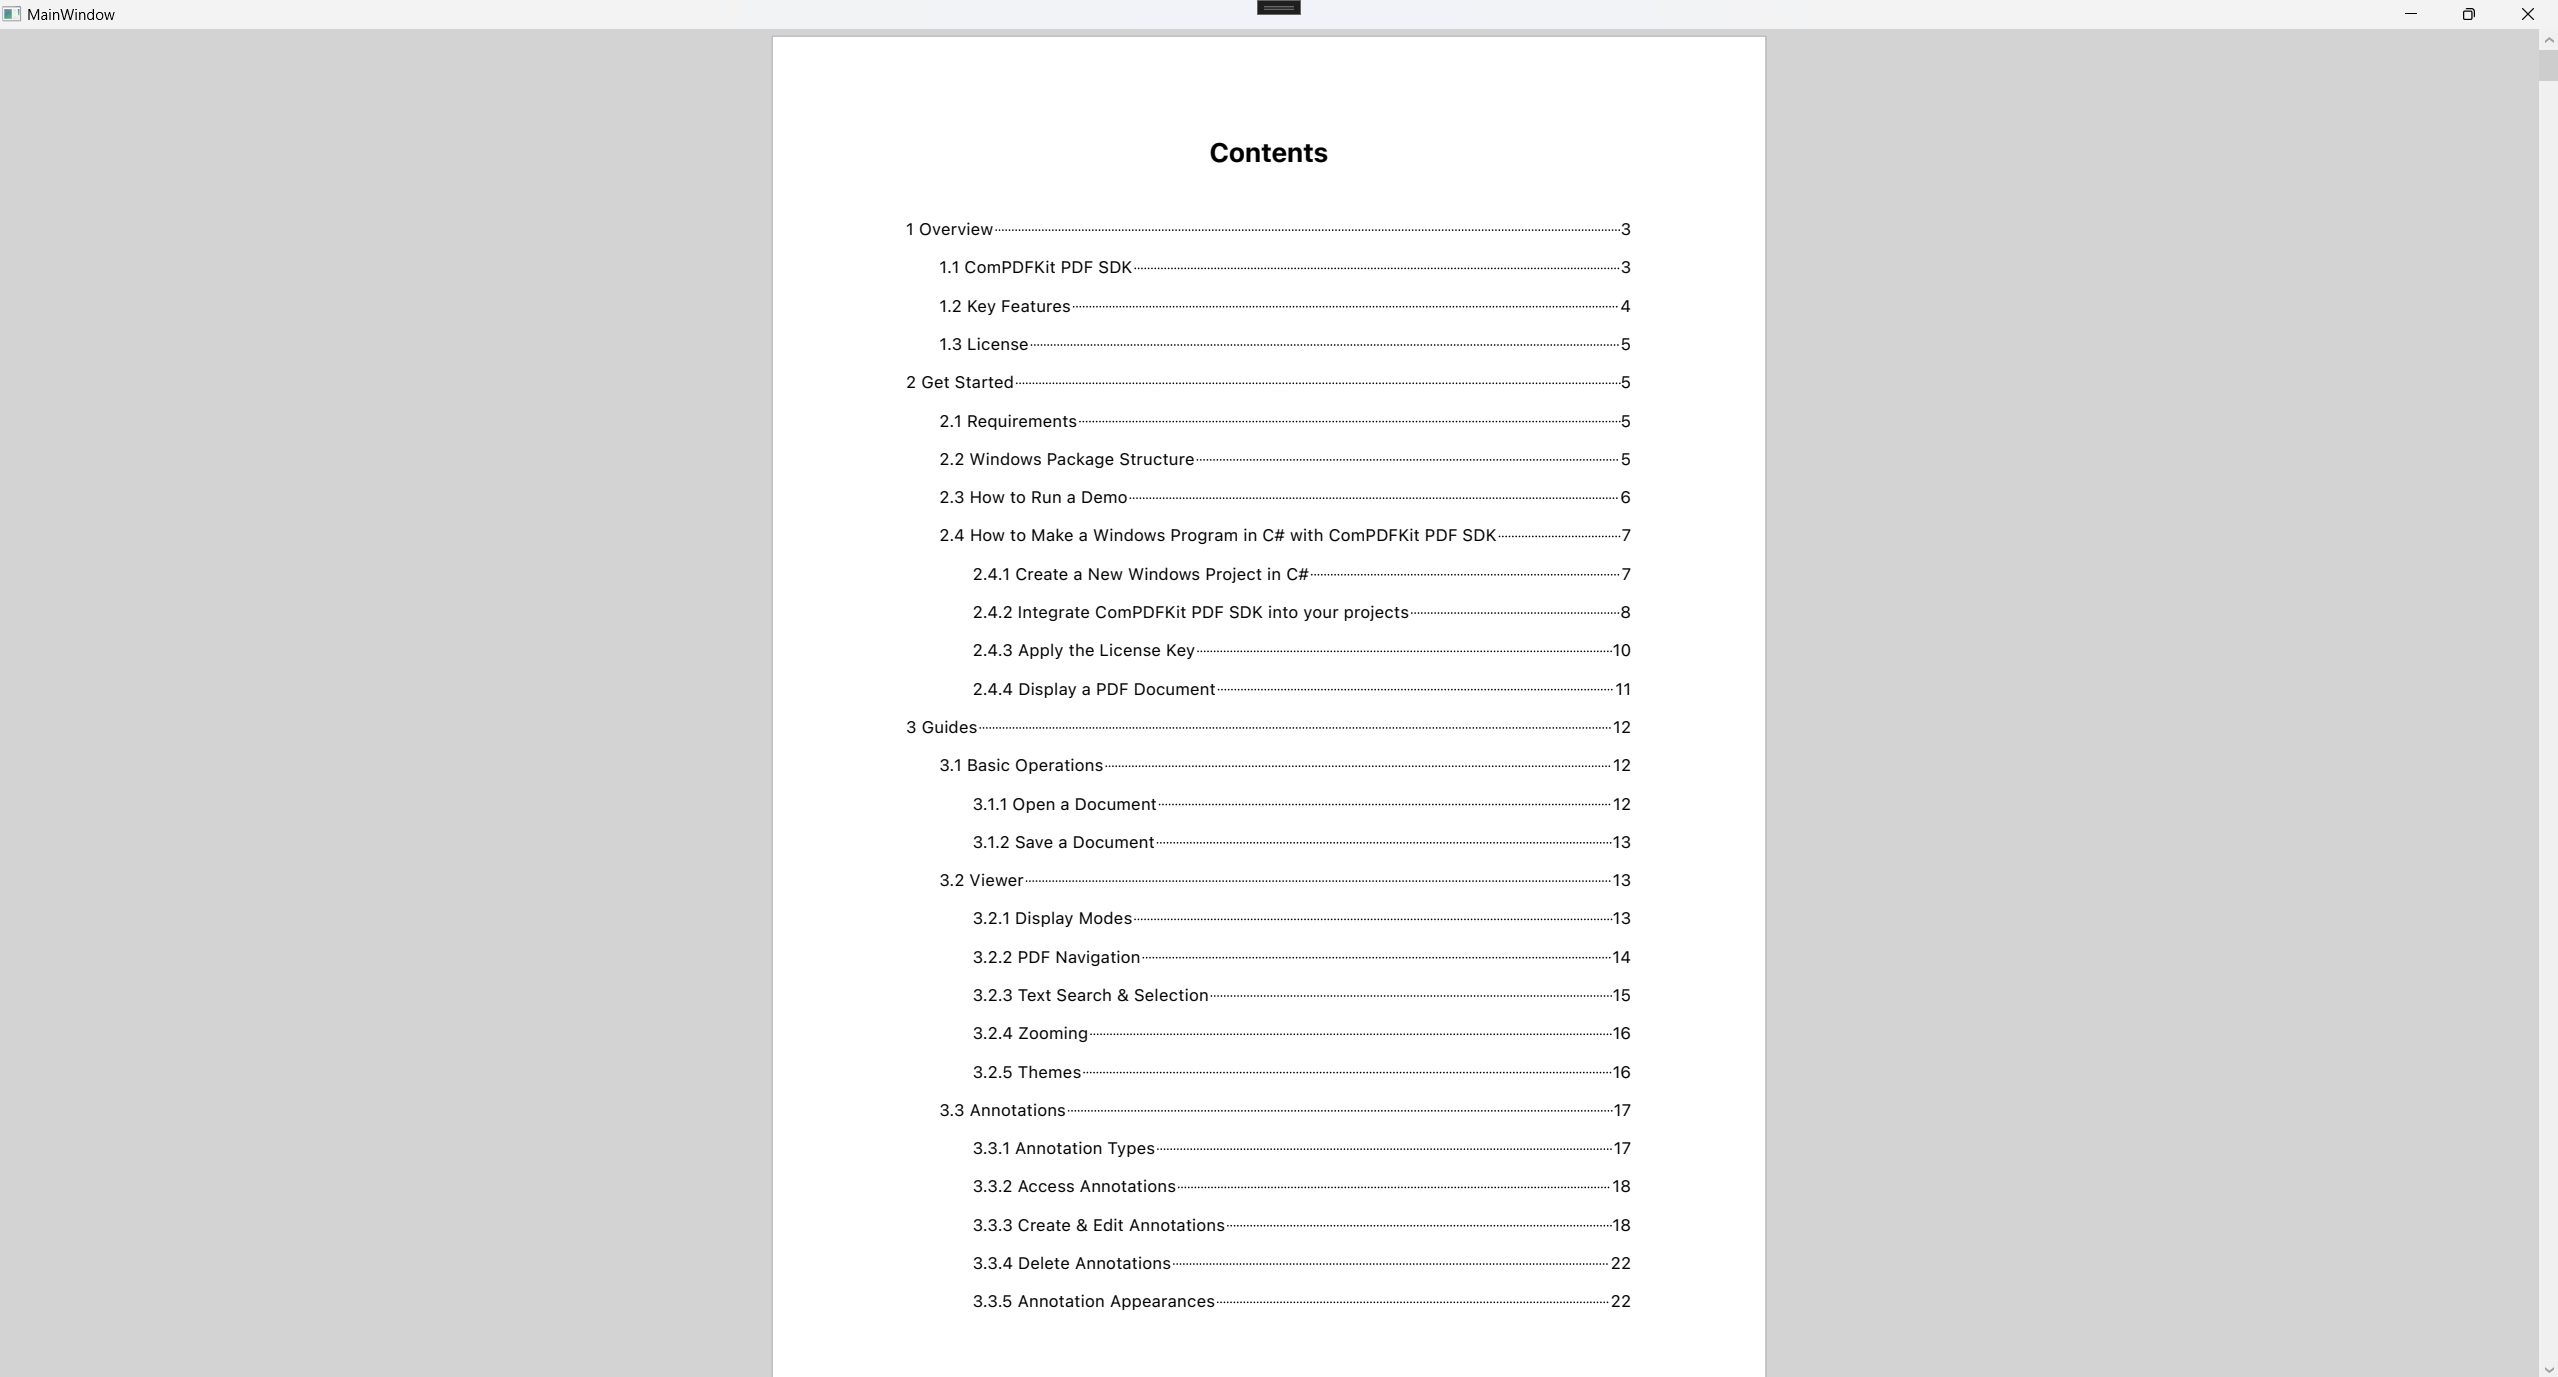 MainWindow
Contents
1 Overview 3
1.1 ComPDFKit PDF SDK 3
1.2 Key Features 4
1.3 License 5
2 Get Started 5
2.1 Requirements 5
2.2 Windows Package Structure 5
2.3 How to Run a Demo 6
2.4 How to Make a Windows Program in C# with ComPDFKit PDF SDK 7
2.4.1 Create a New Windows Project in C# 7
2.4.2 Integrate ComPDFKit PDF SDK into your projects 8
2.4.3 Apply the License Key 10
2.4.4 Display a PDF Document 11
3 Guides 12
3.1 Basic Operations 12
3.1.1 Open a Document 12
3.1.2 Save a Document 13
3.2 Viewer 13
3.2.1 Display Modes 13
3.2.2 PDF Navigation 14
3.2.3 Text Search & Selection 15
3.2.4 Zooming 16
3.2.5 Themes 16
3.3 Annotations 17
3.3.1 Annotation Types 17
3.3.2 Access Annotations 18
3.3.3 Create & Edit Annotations 18
3.3.4 Delete Annotations 22
3.3.5 Annotation Appearances 22